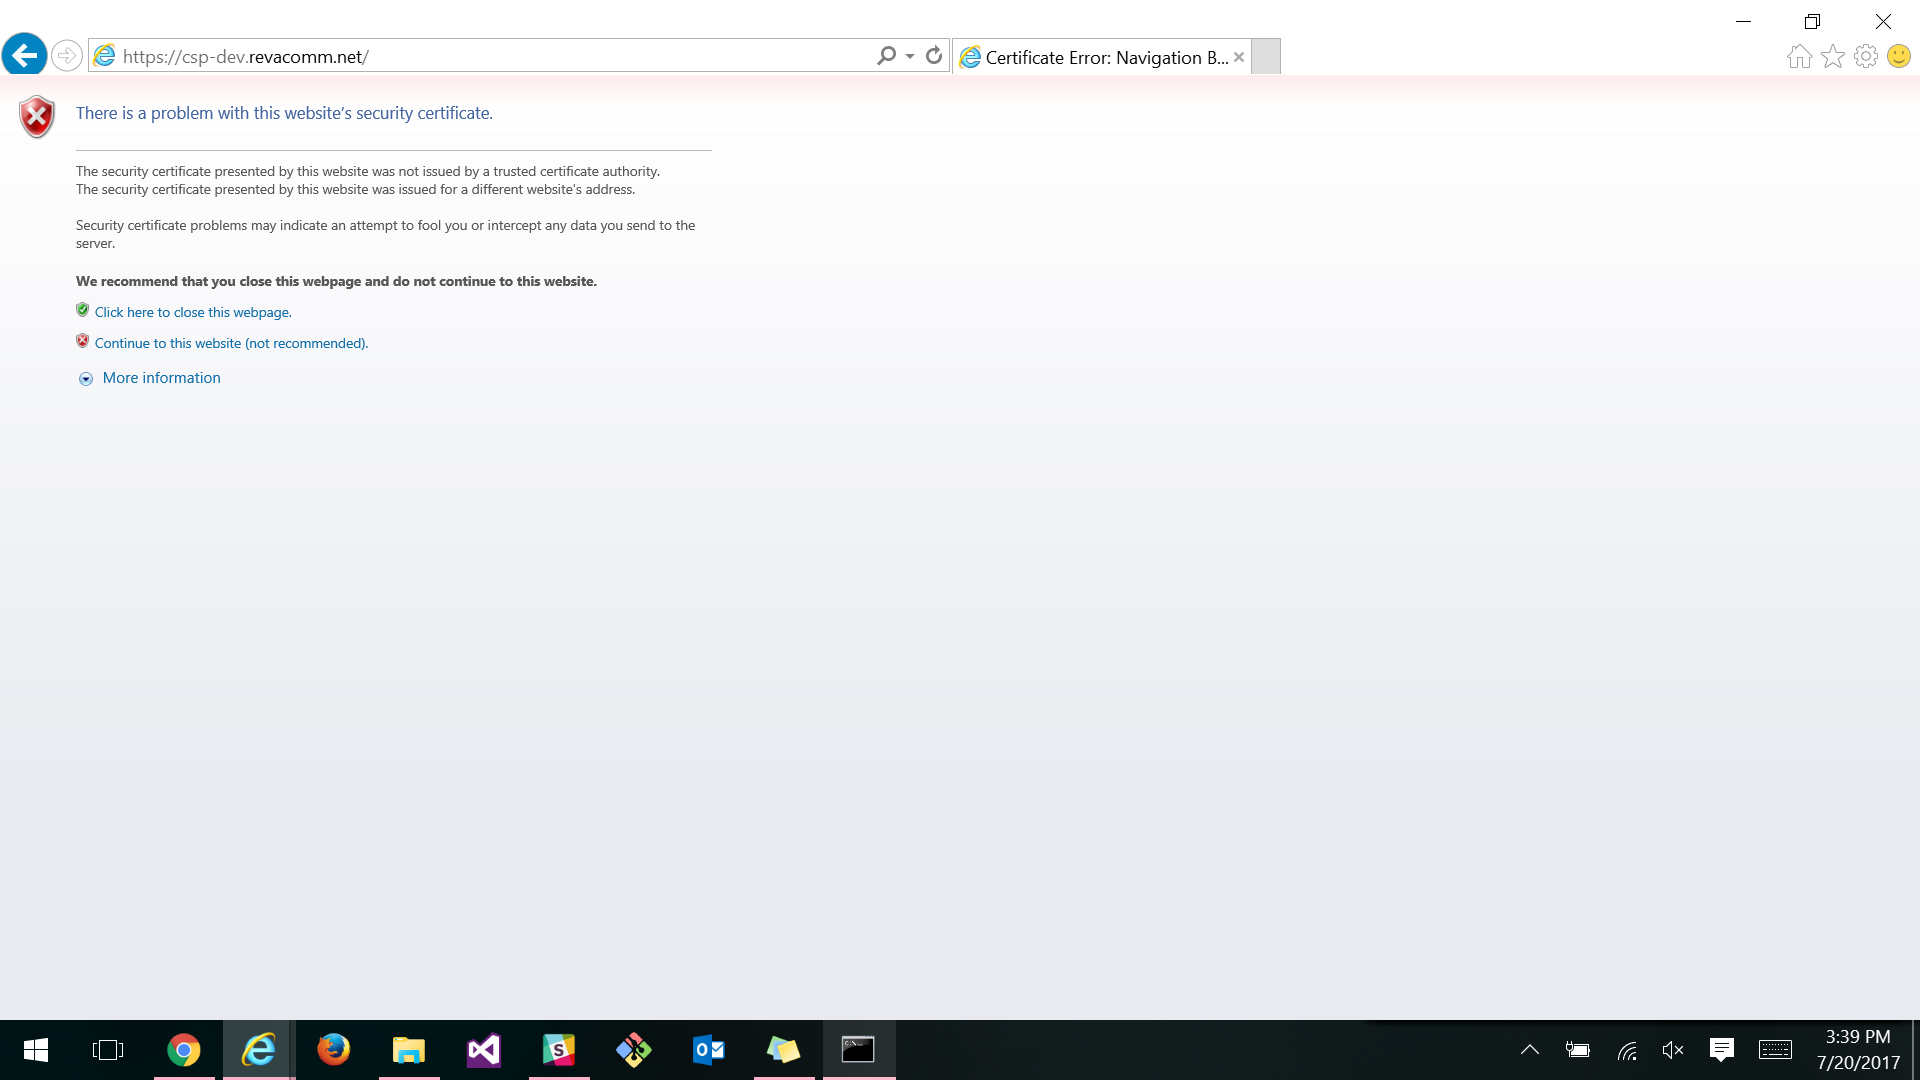 https://csp-dev.revacomm.net/
Certificate Error: Navigation B...
There is a problem with this website’s security certificate.
The security certificate presented by this website was not issued by a trusted certificate authority.
The security certificate presented by this website was issued for a different website's address.
Security certificate problems may indicate an attempt to fool you or intercept any data you send to the
server.
We recommend that you close this webpage and do not continue to this website.
Click here to close this webpage.
Continue to this website (not recommended).
More information
3:39 PM
7/20/2017